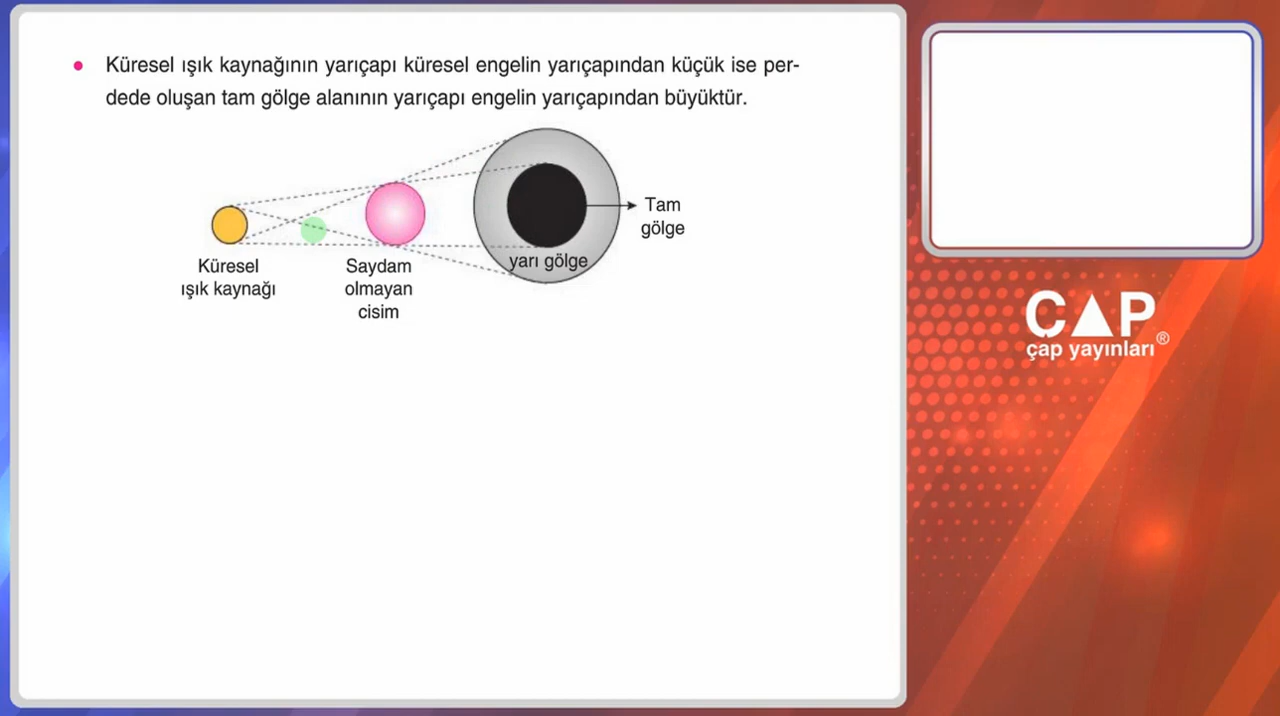 • Küresel ışık kaynağının yarıçapı küresel engelin yarıçapından küçük ise per-
dede oluşan tam gölge alanının yarıçapı engelin yarıçapından büyüktür.
Tam
gölge
yarı gölge
Küresel
ışık kaynağı
Saydam
olmayan
cisim
ÇAP
çap yayınları®